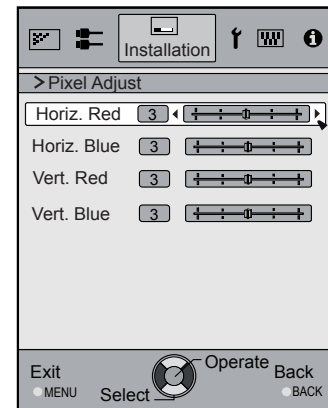 Installation
>Pixel Adjust
Horiz. Red 3
Horiz. Blue 3
Vert. Red 3
Vert. Blue 3
Exit
Operate
Back
MENU
Select
BACK